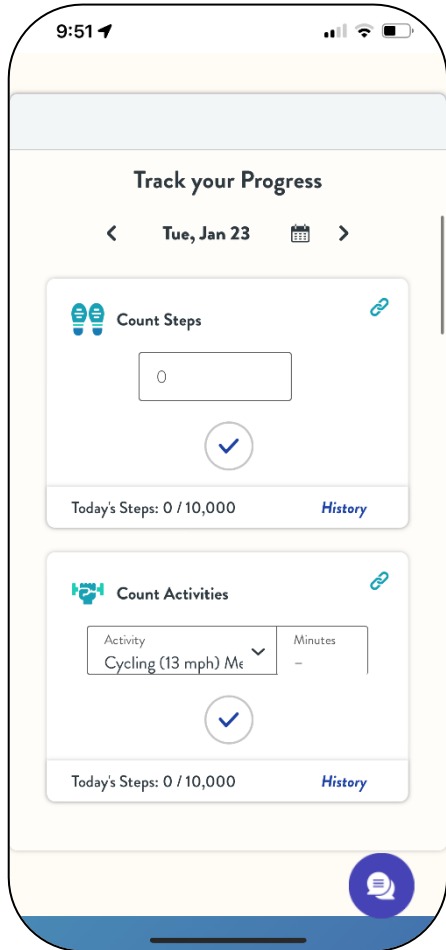 9:51
Track your Progress
Tue, Jan 23
Count Steps
0
Today's Steps: 0 / 10,000
History
Count Activities
Activity
Minutes
Cycling (13 mph) Me
–
Today's Steps: 0 / 10,000
History